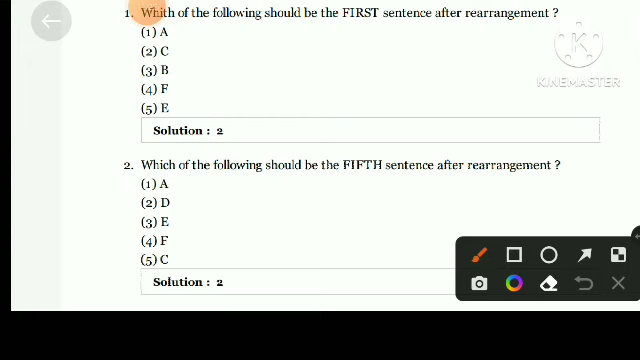 1. Which of the following should be the FIRST sentence after rearrangement ?
(1) A
(2) C
(3) B
(4) F
(5) E
Solution : 2
2. Which of the following should be the FIFTH sentence after rearrangement ?
(1) A
(2) D
(3) E
(4) F
(5) C
Solution : 2
K
KINEMASTER